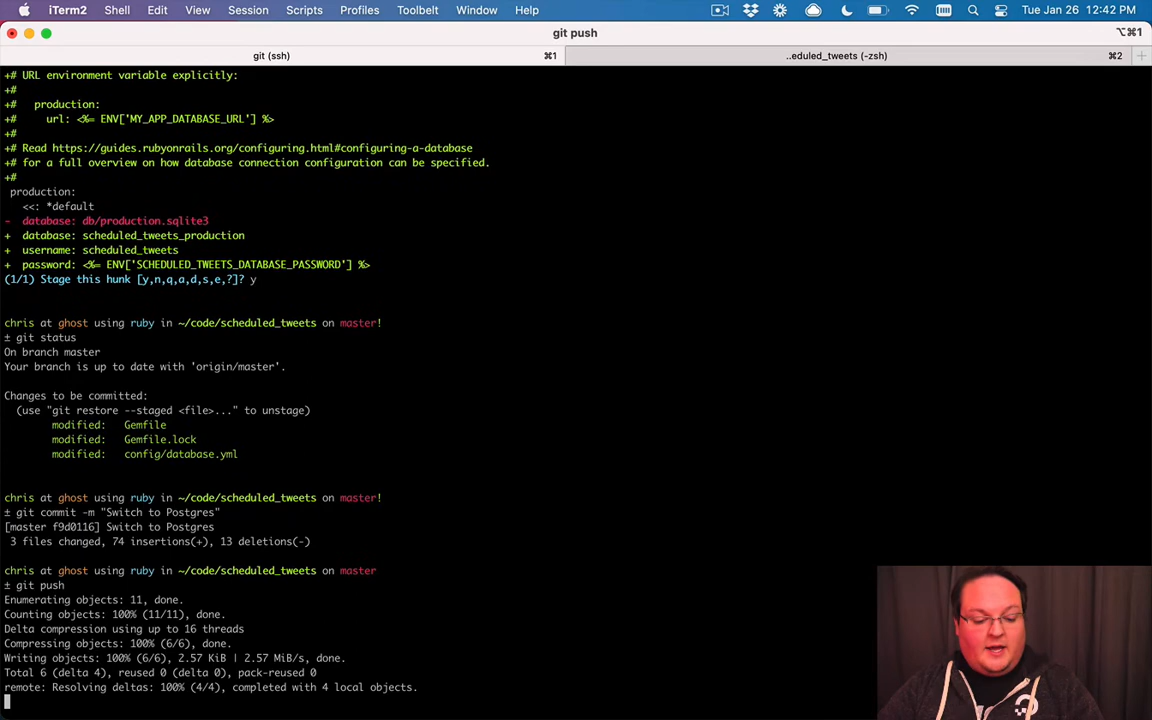 iTerm2 Shell Edit View Session Scripts Profiles Toolbelt Window Help Tue Jan 26 12:42 PM
git push ⌥⌘1
git (ssh) ⌘1 ..eduled_tweets (-zsh) ⌘2
+# URL environment variable explicitly:
+#
+#   production:
+#     url: <%= ENV['MY_APP_DATABASE_URL'] %>
+#
+# Read https://guides.rubyonrails.org/configuring.html#configuring-a-database
+# for a full overview on how database connection configuration can be specified.
+#
 production:
   <<: *default
-  database: db/production.sqlite3
+  database: scheduled_tweets_production
+  username: scheduled_tweets
+  password: <%= ENV['SCHEDULED_TWEETS_DATABASE_PASSWORD'] %>
(1/1) Stage this hunk [y,n,q,a,d,s,e,?]? y
chris at ghost using ruby in ~/code/scheduled_tweets on master!
± git status
On branch master
Your branch is up to date with 'origin/master'.
Changes to be committed:
  (use "git restore --staged <file>..." to unstage)
        modified:   Gemfile
        modified:   Gemfile.lock
        modified:   config/database.yml
chris at ghost using ruby in ~/code/scheduled_tweets on master!
± git commit -m "Switch to Postgres"
[master f9d0116] Switch to Postgres
 3 files changed, 74 insertions(+), 13 deletions(-)
chris at ghost using ruby in ~/code/scheduled_tweets on master
± git push
Enumerating objects: 11, done.
Counting objects: 100% (11/11), done.
Delta compression using up to 16 threads
Compressing objects: 100% (6/6), done.
Writing objects: 100% (6/6), 2.57 KiB | 2.57 MiB/s, done.
Total 6 (delta 4), reused 0 (delta 0), pack-reused 0
remote: Resolving deltas: 100% (4/4), completed with 4 local objects.